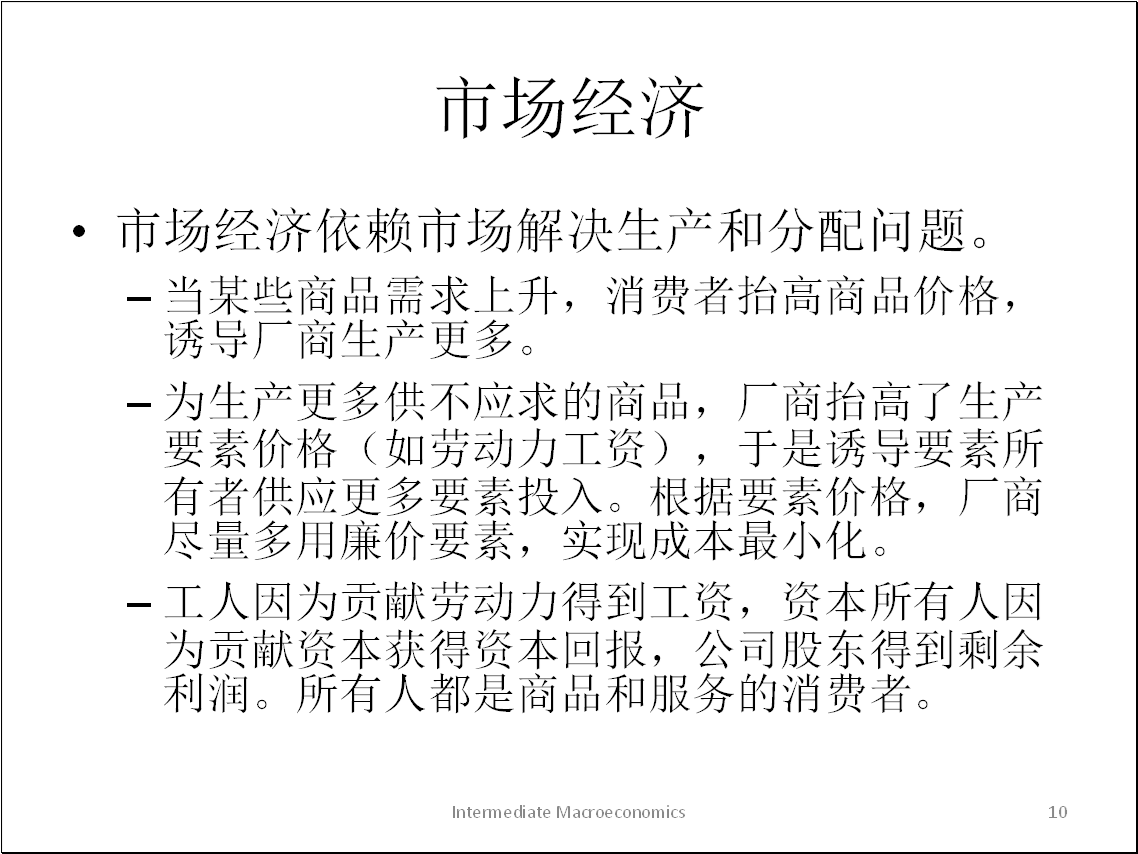 市场经济
• 市场经济依赖市场解决生产和分配问题。
– 当某些商品需求上升，消费者抬高商品价格，
诱导厂商生产更多。
– 为生产更多供不应求的商品，厂商抬高了生产
要素价格（如劳动力工资），于是诱导要素所
有者供应更多要素投入。根据要素价格，厂商
尽量多用廉价要素，实现成本最小化。
– 工人因为贡献劳动力得到工资，资本所有人因
为贡献资本获得资本回报，公司股东得到剩余
利润。所有人都是商品和服务的消费者。
Intermediate Macroeconomics
10